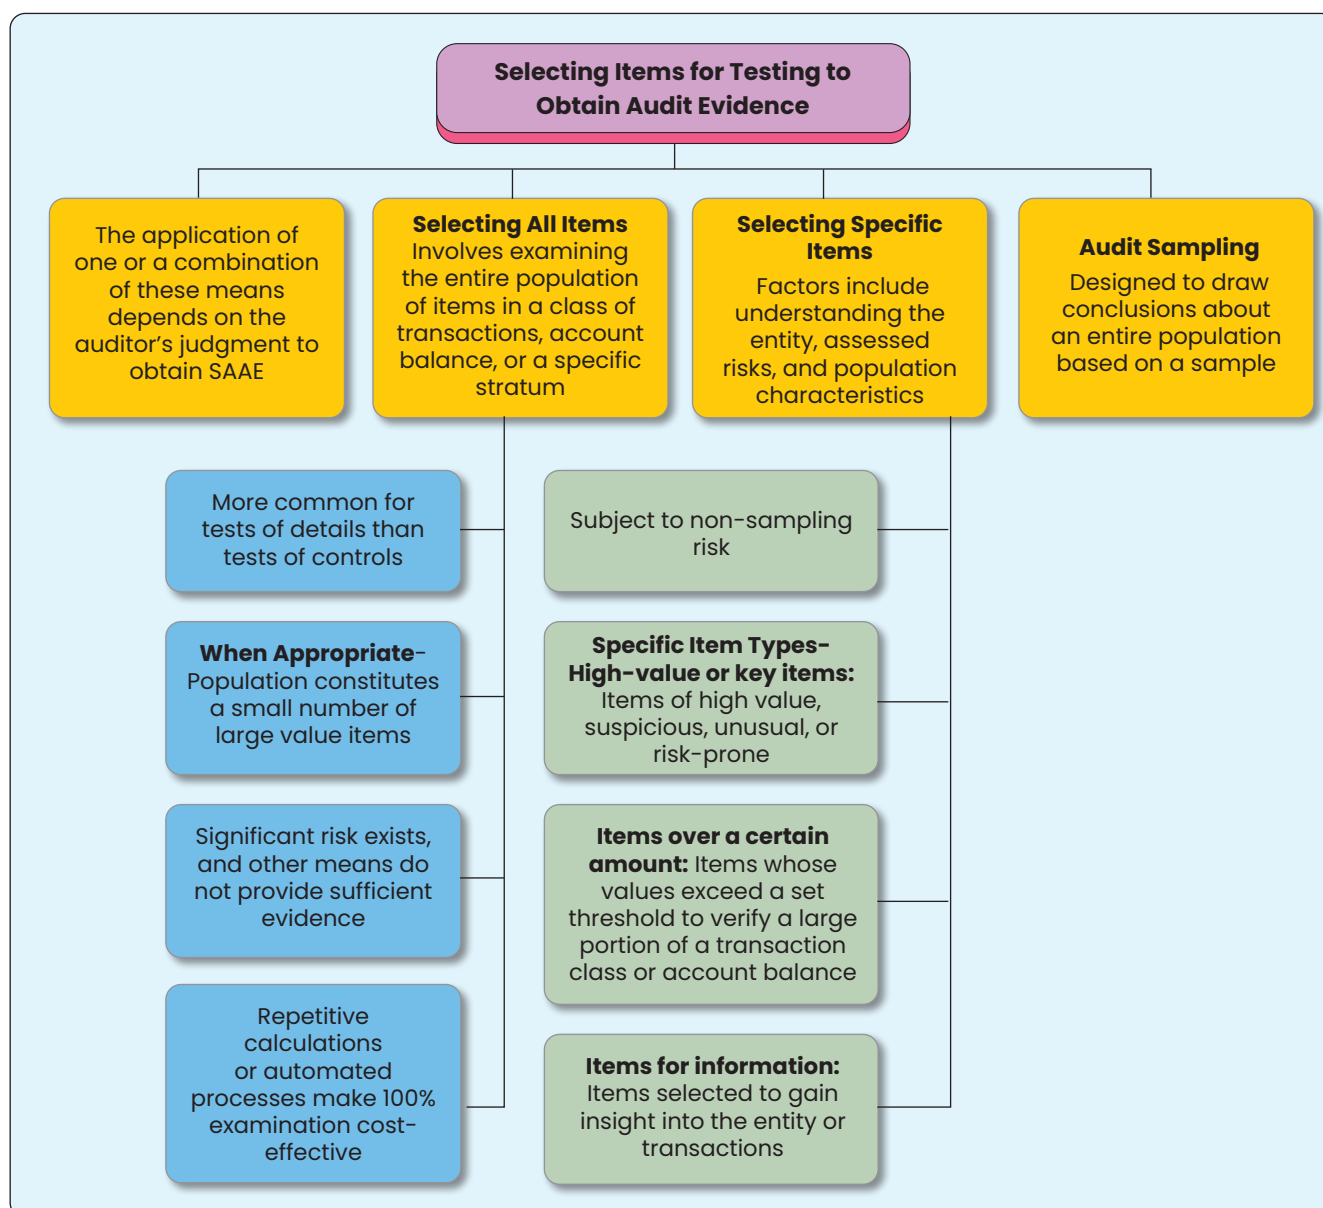 Selecting Items for Testing to
Obtain Audit Evidence
The application of
one or a combination
of these means
depends on the
auditor’s judgment to
obtain SAAE
Selecting All Items
Involves examining
the entire population
of items in a class of
transactions, account
balance, or a specific
stratum
Selecting Specific
Items
Factors include
understanding the
entity, assessed
risks, and population
characteristics
Audit Sampling
Designed to draw
conclusions about
an entire population
based on a sample
More common for
tests of details than
tests of controls
When Appropriate-
Population constitutes
a small number of
large value items
Significant risk exists,
and other means do
not provide sufficient
evidence
Repetitive
calculations
or automated
processes make 100%
examination cost-
effective
Subject to non-sampling
risk
Specific Item Types-
High-value or key items:
Items of high value,
suspicious, unusual, or
risk-prone
Items over a certain
amount: Items whose
values exceed a set
threshold to verify a large
portion of a transaction
class or account balance
Items for information:
Items selected to gain
insight into the entity or
transactions